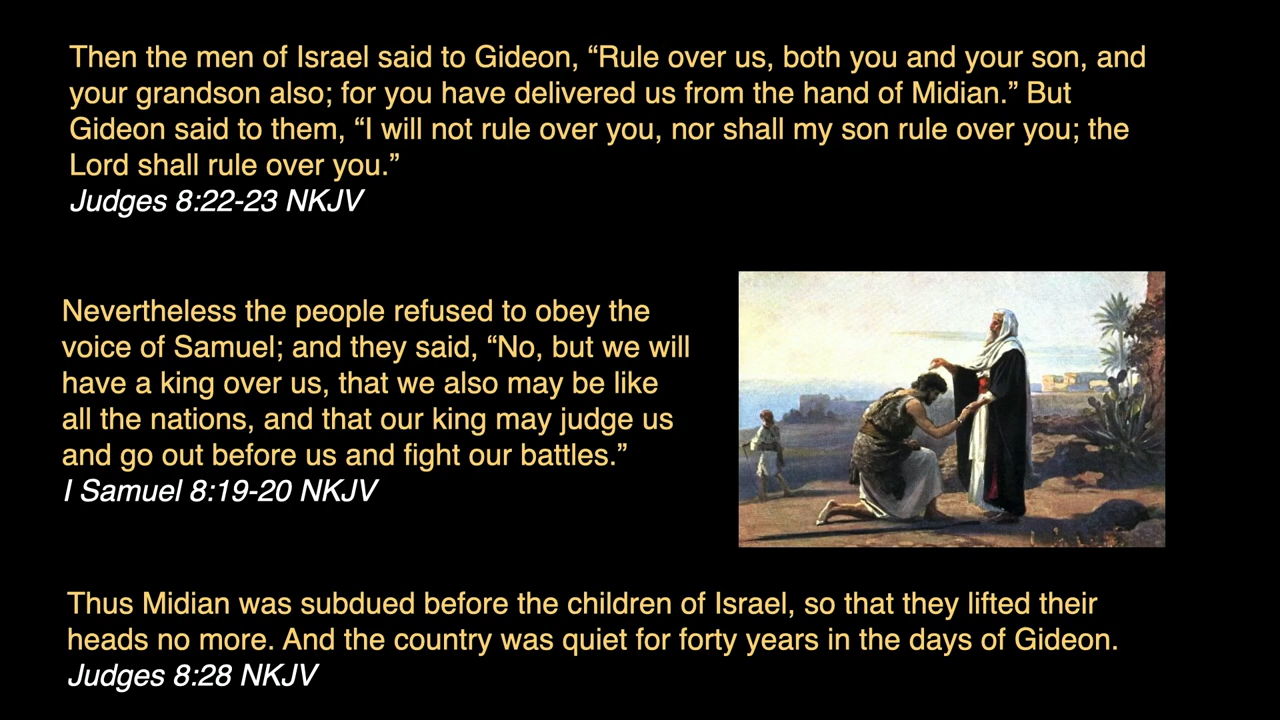 Then the men of Israel said to Gideon, “Rule over us, both you and your son, and
your grandson also; for you have delivered us from the hand of Midian.” But
Gideon said to them, “I will not rule over you, nor shall my son rule over you; the
Lord shall rule over you.”
Judges 8:22-23 NKJV
Nevertheless the people refused to obey the
voice of Samuel; and they said, “No, but we will
have a king over us, that we also may be like
all the nations, and that our king may judge us
and go out before us and fight our battles.”
I Samuel 8:19-20 NKJV
Thus Midian was subdued before the children of Israel, so that they lifted their
heads no more. And the country was quiet for forty years in the days of Gideon.
Judges 8:28 NKJV